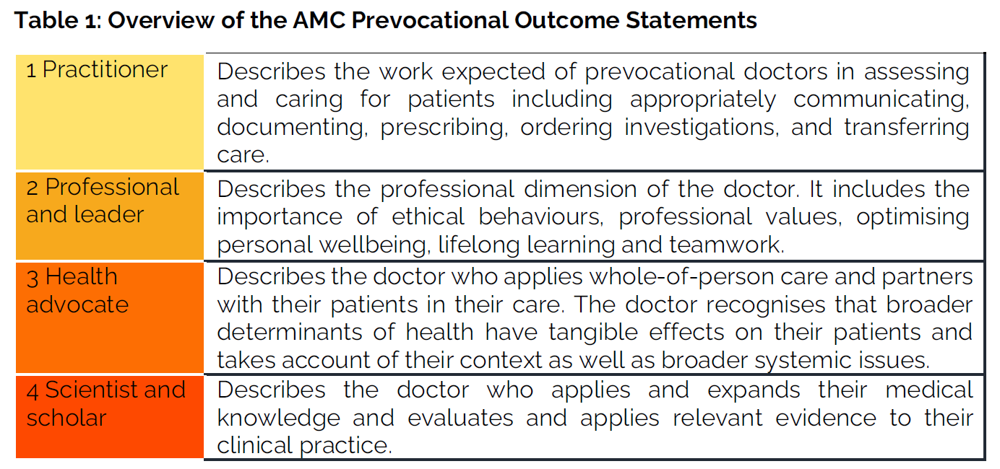 Table 1: Overview of the AMC Prevocational Outcome Statements
1 Practitioner
Describes the work expected of prevocational doctors in assessing
and caring for patients including appropriately communicating,
documenting, prescribing, ordering investigations, and transferring
care.
2 Professional
and leader
Describes the professional dimension of the doctor. It includes the
importance of ethical behaviours, professional values, optimising
personal wellbeing, lifelong learning and teamwork.
3 Health
advocate
Describes the doctor who applies whole-of-person care and partners
with their patients in their care. The doctor recognises that broader
determinants of health have tangible effects on their patients and
takes account of their context as well as broader systemic issues.
4 Scientist and
scholar
Describes the doctor who applies and expands their medical
knowledge and evaluates and applies relevant evidence to their
clinical practice.